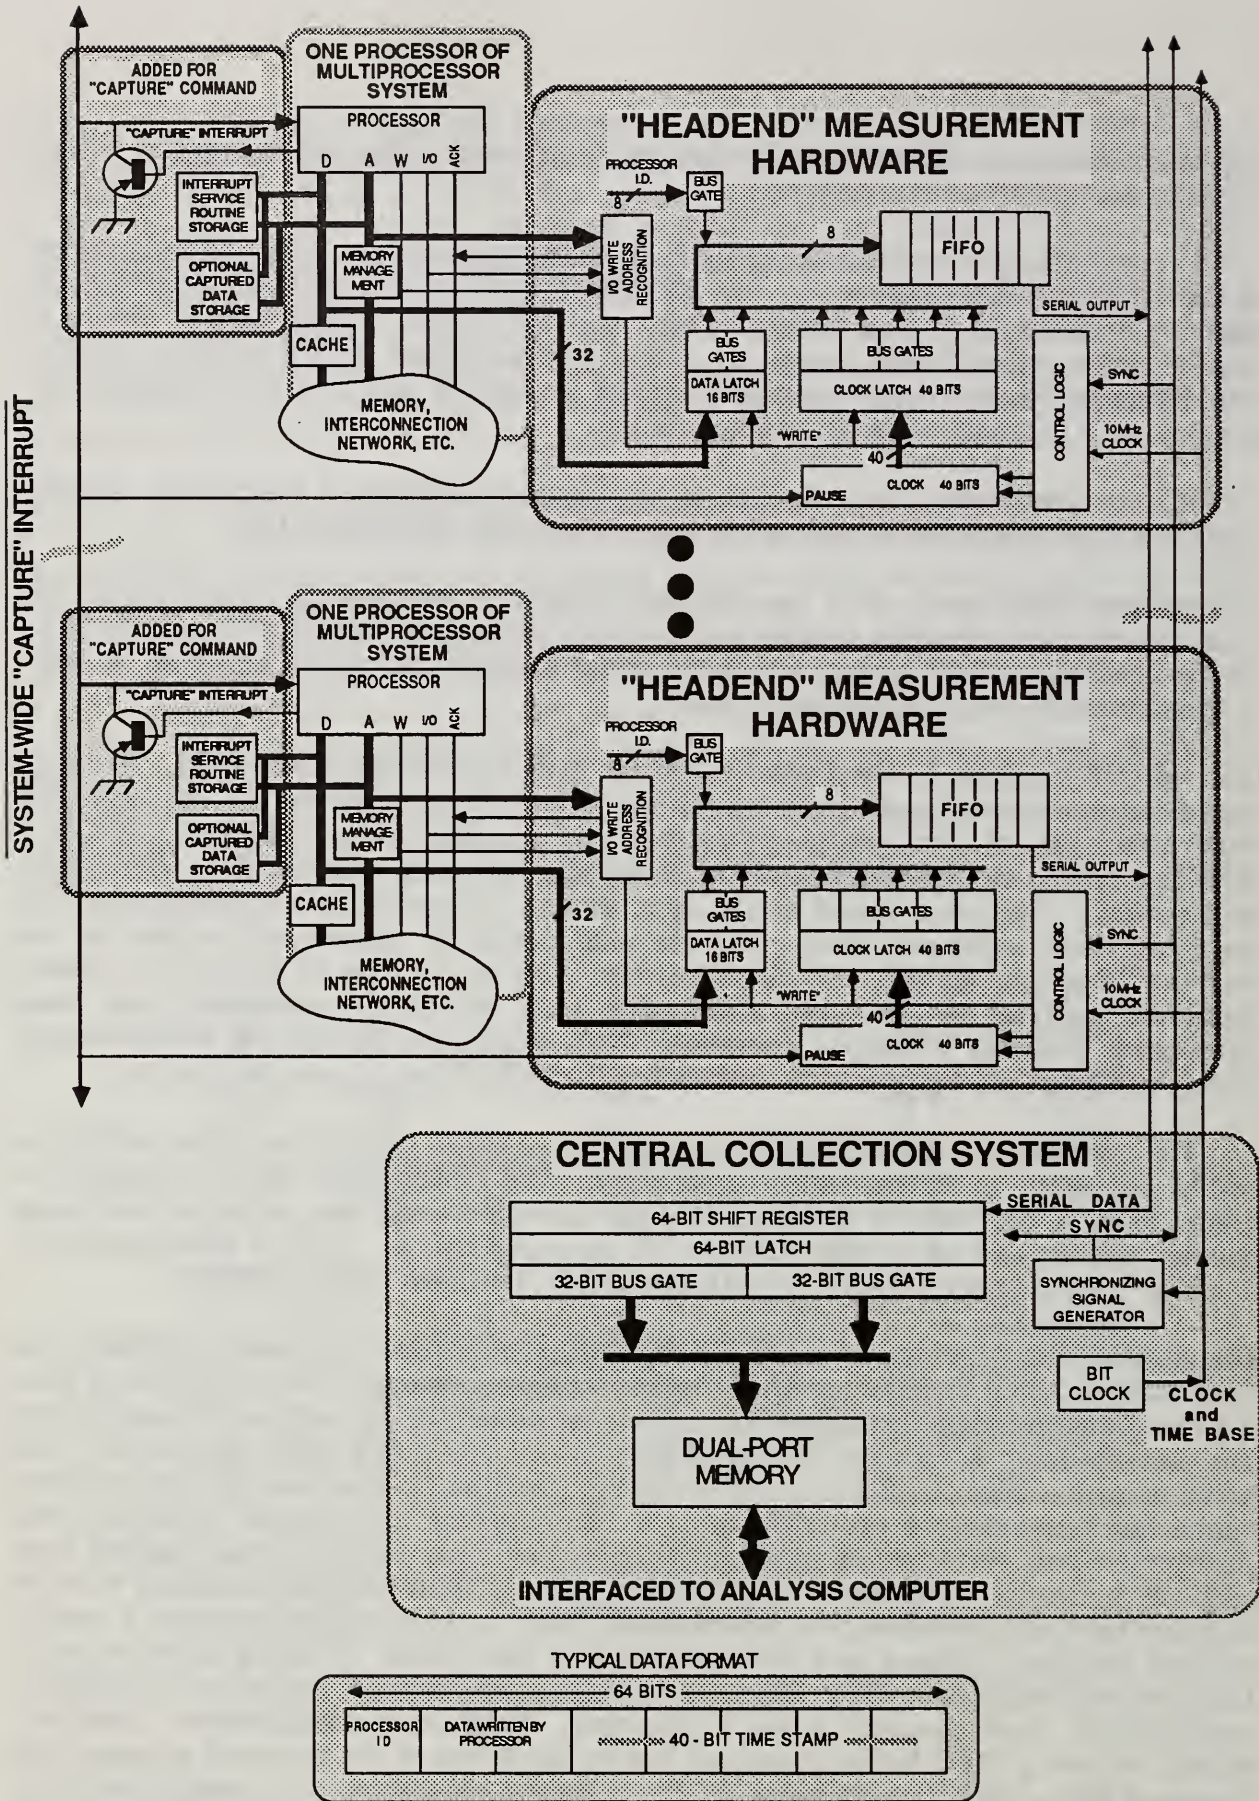 SYSTEM-WIDE "CAPTURE" INTERRUPT
ADDED FOR
"CAPTURE" COMMAND
"CAPTURE" INTERRUPT
INTERRUPT
SERVICE
ROUTINE
STORAGE
OPTIONAL
CAPTURED
DATA
STORAGE
ONE PROCESSOR OF
MULTIPROCESSOR
SYSTEM
PROCESSOR
D A W I/O ACK
MEMORY
MANAGE-
MENT
CACHE
MEMORY,
INTERCONNECTION
NETWORK, ETC.
"HEADEND" MEASUREMENT
HARDWARE
PROCESSOR
I.D.
8
BUS
GATE
I/O WRITE
ADDRESS
RECOGNITION
8
FIFO
SERIAL OUTPUT
32
BUS
GATES
DATA LATCH
16 BITS
BUS GATES
CLOCK LATCH 40 BITS
"WRITE"
40
PAUSE
CLOCK 40 BITS
CONTROL LOGIC
SYNC
10MHz
CLOCK
ADDED FOR
"CAPTURE" COMMAND
"CAPTURE" INTERRUPT
INTERRUPT
SERVICE
ROUTINE
STORAGE
OPTIONAL
CAPTURED
DATA
STORAGE
ONE PROCESSOR OF
MULTIPROCESSOR
SYSTEM
PROCESSOR
D A W I/O ACK
MEMORY
MANAGE-
MENT
CACHE
MEMORY,
INTERCONNECTION
NETWORK, ETC.
"HEADEND" MEASUREMENT
HARDWARE
PROCESSOR
I.D.
8
BUS
GATE
I/O WRITE
ADDRESS
RECOGNITION
8
FIFO
SERIAL OUTPUT
32
BUS
GATES
DATA LATCH
16 BITS
BUS GATES
CLOCK LATCH 40 BITS
"WRITE"
40
PAUSE
CLOCK 40 BITS
CONTROL LOGIC
SYNC
10MHz
CLOCK
CENTRAL COLLECTION SYSTEM
64-BIT SHIFT REGISTER
64-BIT LATCH
32-BIT BUS GATE
32-BIT BUS GATE
SERIAL DATA
SYNC
SYNCHRONIZING
SIGNAL
GENERATOR
BIT
CLOCK
CLOCK
and
TIME BASE
DUAL-PORT
MEMORY
INTERFACED TO ANALYSIS COMPUTER
TYPICAL DATA FORMAT
64 BITS
PROCESSOR
ID
DATA WRITTEN BY
PROCESSOR
40 - BIT TIME STAMP